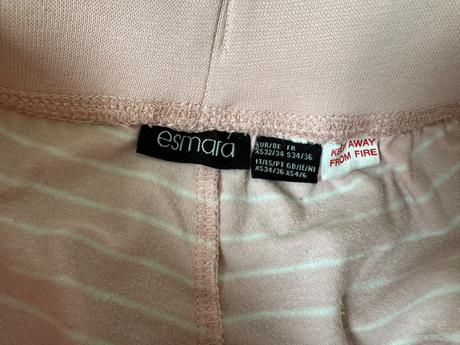 esmara
EUR/DE FR
XS32/34 S34/36
IT/ES/PT GB/IE/NI
XS34/36 XS4/6
KEEP AWAY
FROM FIRE